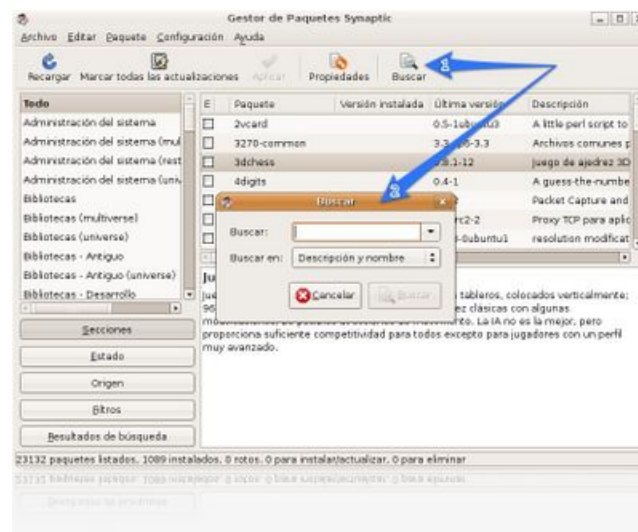 Gestor de Paquetes Synaptic
Archivo Editar Paquete Configuración Ayuda
Recargar Marcar todas las actualizaciones Aplicar Propiedades Buscar
1
Todo
Administración del sistema
Administración del sistema (mul
Administración del sistema (rest
Administración del sistema (univ
Bibliotecas
Bibliotecas (multiverse)
Bibliotecas (universe)
Bibliotecas - Antiguo
Bibliotecas - Antiguo (universe)
Bibliotecas - Desarrollo
Secciones
Estado
Origen
Filtros
Resultados de búsqueda
E Paquete Versión instalada Última versión Descripción
2vcard 0.5-1ubuntu3 A little perl script to
3270-common Archivos comunes p
3dchess 0.8.1-12 Juego de ajedrez 3D
4digits 0.4-1 A guess-the-numbe
Packet Capture and
Proxy TCP para aplic
resolution modificat
2
Buscar
Buscar:
Buscar en: Descripción y nombre
Cancelar Buscar
tableros, colocados verticalmente;
clásicas con algunas
La IA no es la mejor, pero
proporciona suficiente competitividad para todos excepto para jugadores con un perfil
muy avanzado.
23132 paquetes listados, 1089 instalados, 0 rotos. 0 para instalar/actualizar, 0 para eliminar